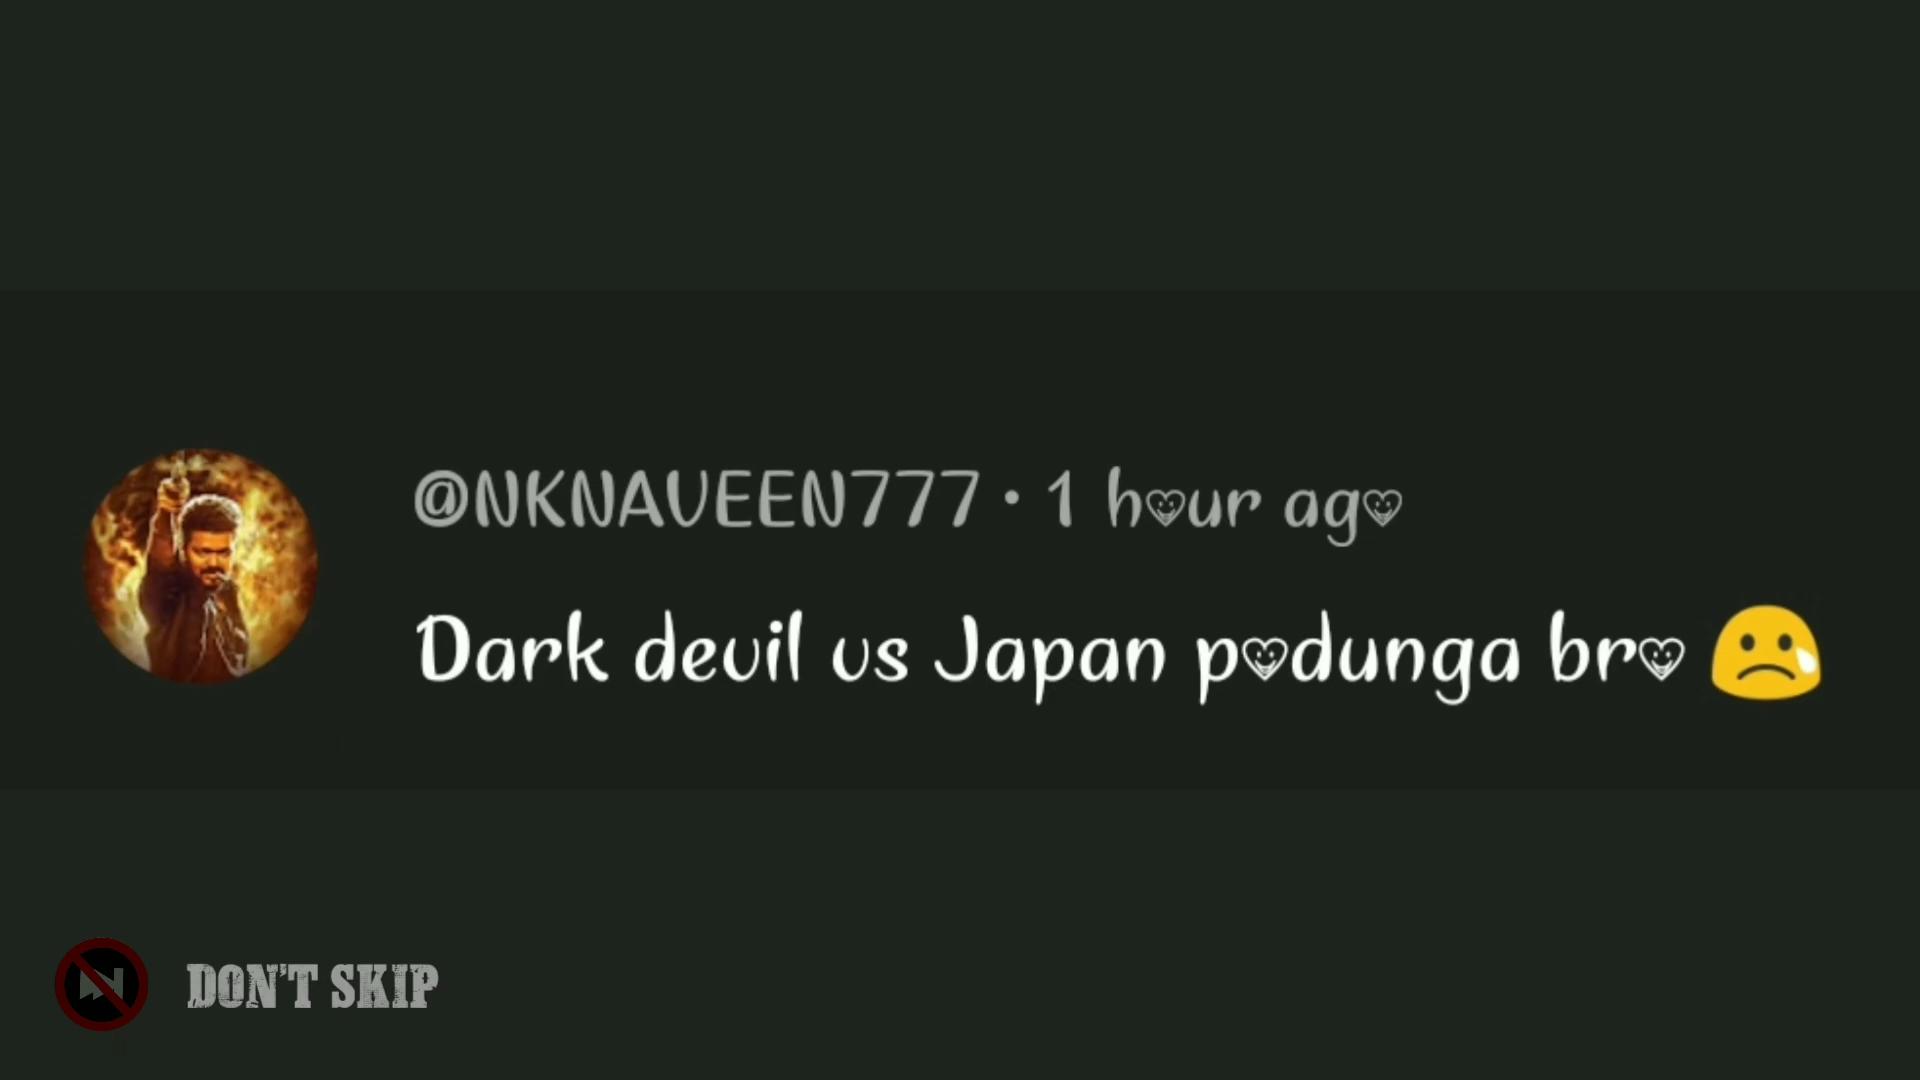 @NKNAVEEN777 · 1 hour ago
Dark devil vs Japan podunga bro 😢
DON'T SKIP